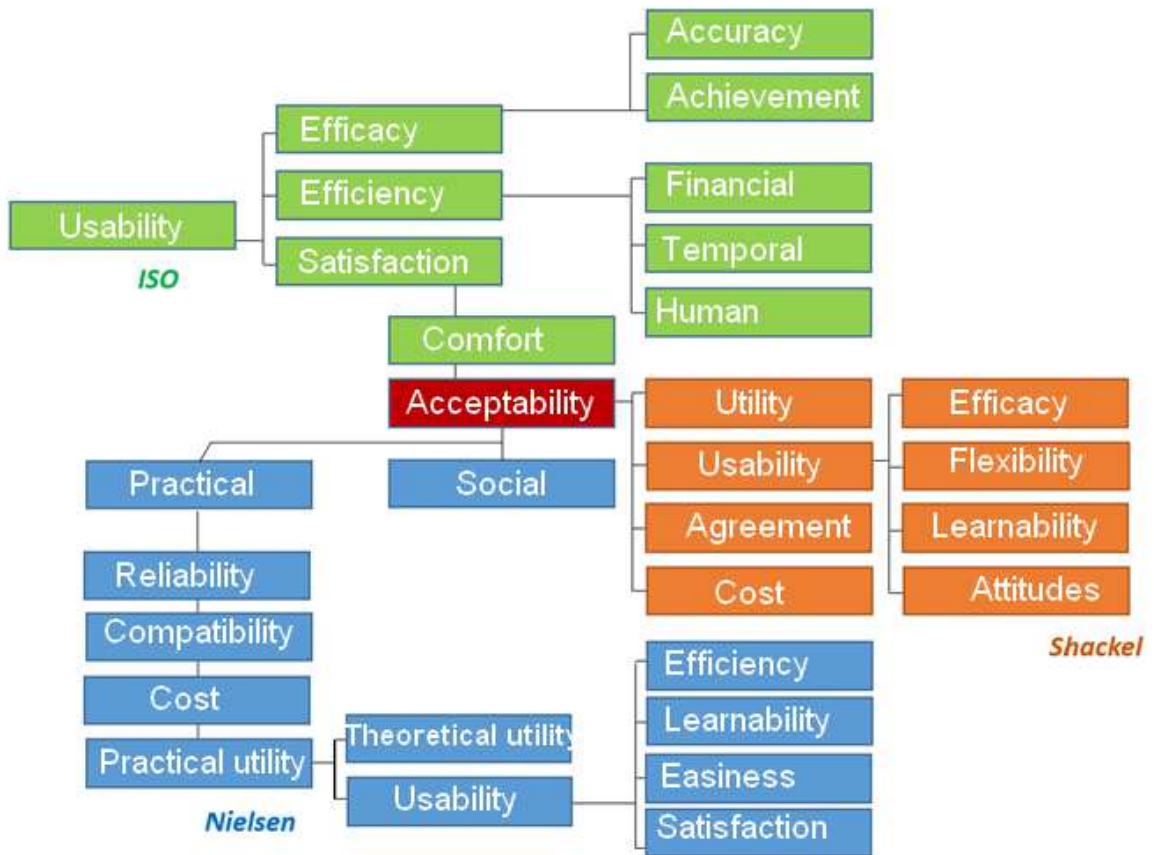 Accuracy
Achievement
Efficacy
Efficiency
Financial
Usability
Temporal
Satisfaction
ISO
Human
Comfort
Acceptability
Utility
Efficacy
Practical
Social
Usability
Flexibility
Agreement
Learnability
Reliability
Cost
Attitudes
Compatibility
Shackel
Efficiency
Cost
Learnability
Theoretical utility
Practical utility
Easiness
Usability
Nielsen
Satisfaction